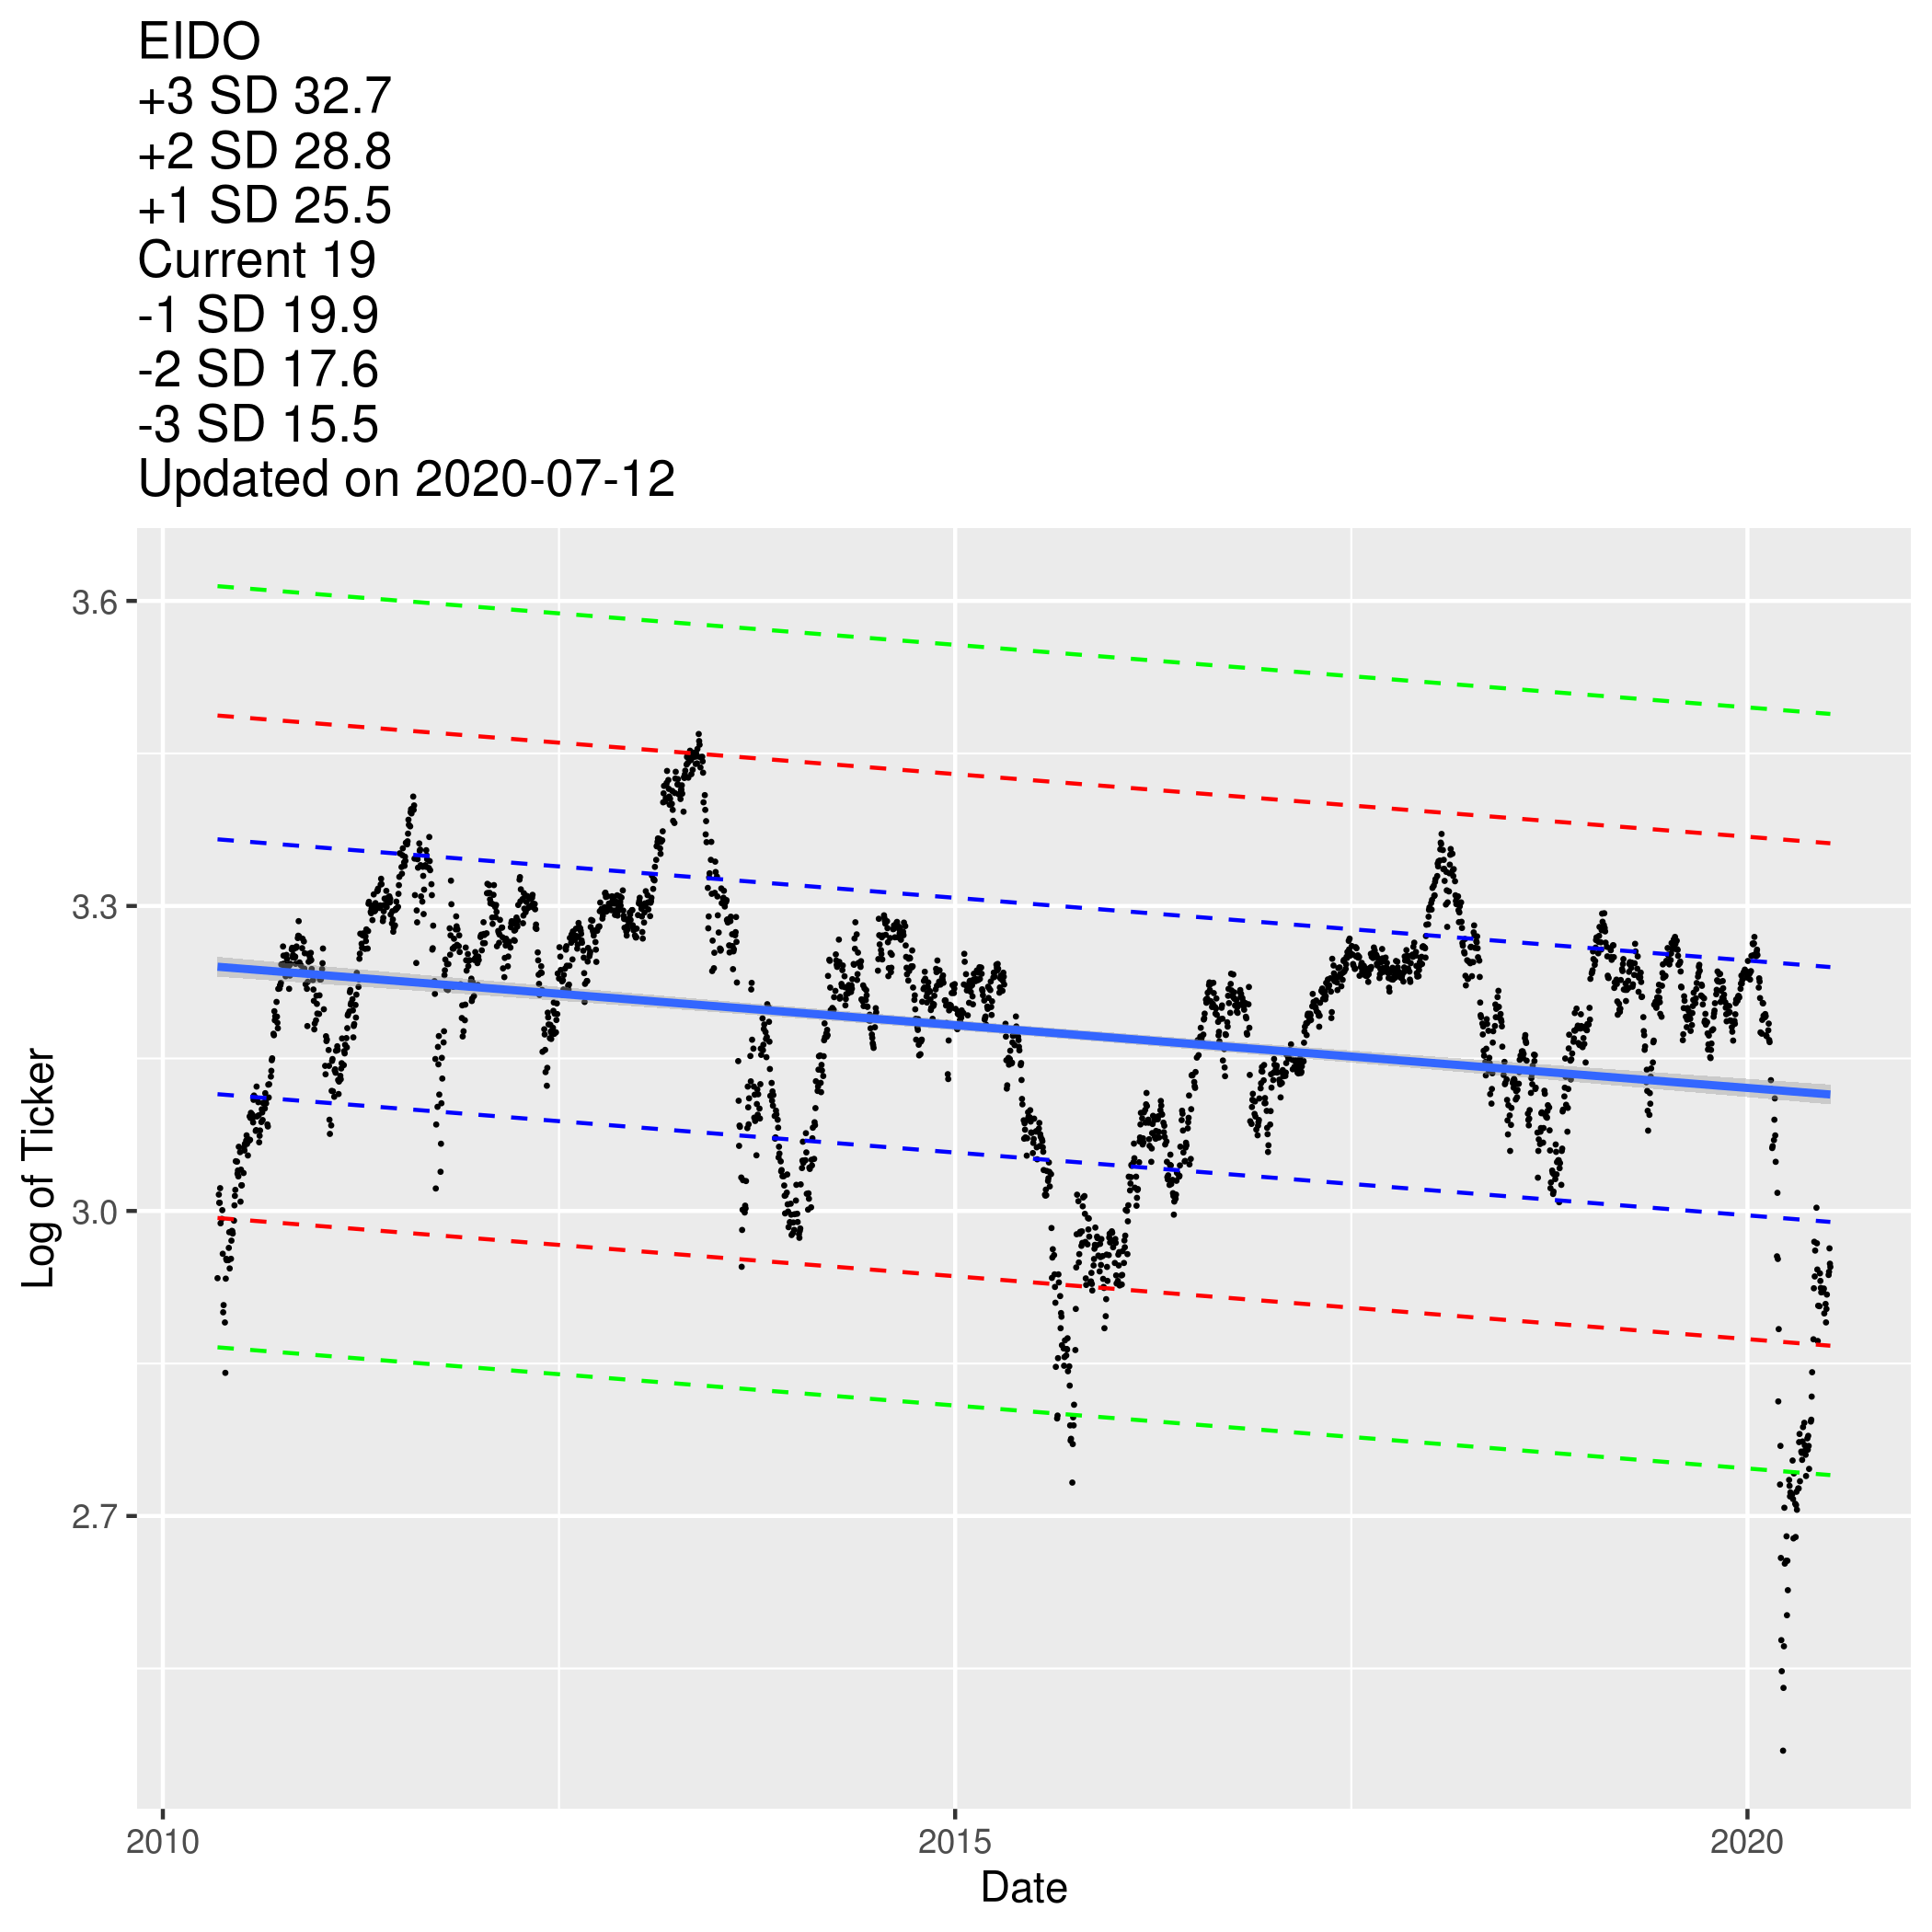 EIDO
+3 SD 32.7
+2 SD 28.8
+1 SD 25.5
Current 19
-1 SD 19.9
-2 SD 17.6
-3 SD 15.5
Updated on 2020-07-12
3.6
3.3
3.0
2.7
Log of Ticker
2010
2015
2020
Date